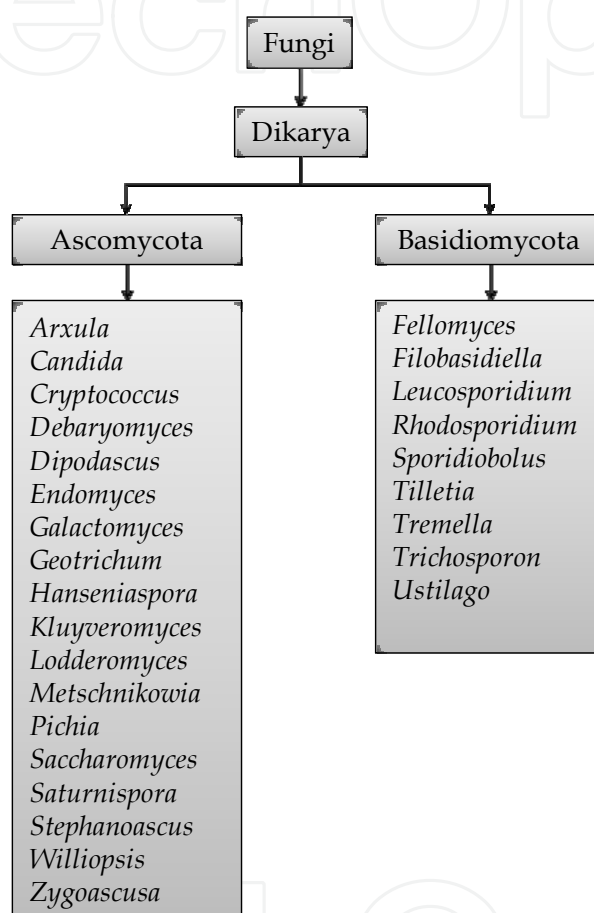 Fungi
Dikarya
Ascomycota
Arxula
Candida
Cryptococcus
Debaryomyces
Dipodascus
Endomyces
Galactomyces
Geotrichum
Hanseniaspora
Kluyveromyces
Lodderomyces
Metschnikowia
Pichia
Saccharomyces
Saturnispora
Stephanoascus
Williopsis
Zygoascusa
Basidiomycota
Fellomyces
Filobasidiella
Leucosporidium
Rhodosporidium
Sporidiobolus
Tilletia
Tremella
Trichosporon
Ustilago